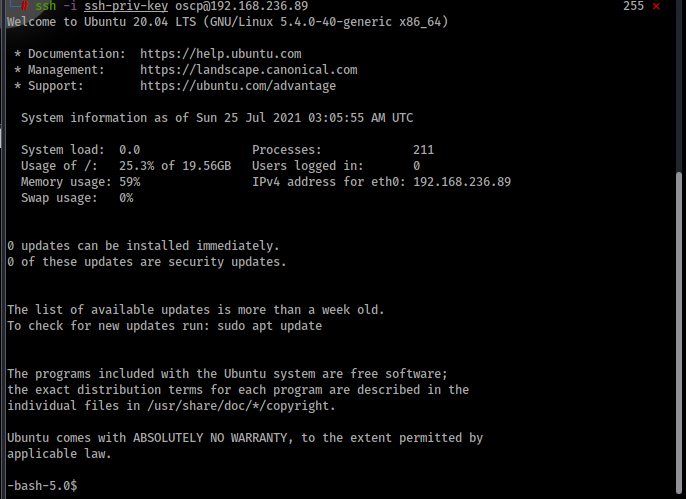 # ssh -i ssh-priv-key oscp@192.168.236.89 255 ✕
Welcome to Ubuntu 20.04 LTS (GNU/Linux 5.4.0-40-generic x86_64)
* Documentation: https://help.ubuntu.com
* Management: https://landscape.canonical.com
* Support: https://ubuntu.com/advantage
System information as of Sun 25 Jul 2021 03:05:55 AM UTC
System load: 0.0 Processes: 211
Usage of /: 25.3% of 19.56GB Users logged in: 0
Memory usage: 59% IPv4 address for eth0: 192.168.236.89
Swap usage: 0%
0 updates can be installed immediately.
0 of these updates are security updates.
The list of available updates is more than a week old.
To check for new updates run: sudo apt update
The programs included with the Ubuntu system are free software;
the exact distribution terms for each program are described in the
individual files in /usr/share/doc/*/copyright.
Ubuntu comes with ABSOLUTELY NO WARRANTY, to the extent permitted by
applicable law.
-bash-5.0$